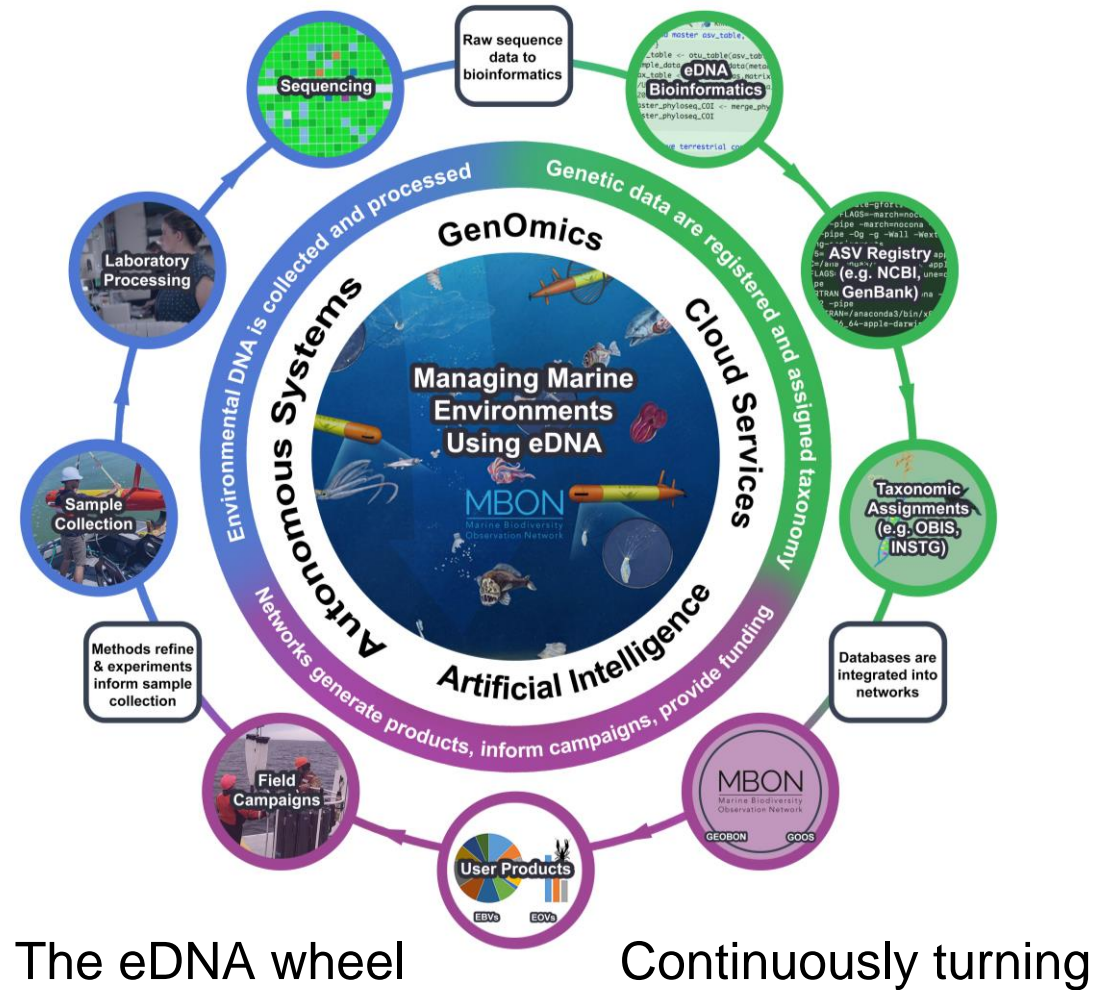 Raw sequence
data to
bioinformatics
Sequencing
eDNA
Bioinformatics
Laboratory
Processing
ASV Registry
(e.g. NCBI,
GenBank)
Sample
Collection
Taxonomic
Assignments
(e.g. OBIS,
INSTG)
Environmental DNA is collected and processed
Genetic data are registered and assigned taxonomy
Networks generate products, inform campaigns, provide funding
GenOmics
Autonomous Systems
Cloud Services
Artificial Intelligence
Managing Marine
Environments
Using eDNA
MBON
Marine Biodiversity
Observation Network
Methods refine
& experiments
inform sample
collection
Databases are
integrated into
networks
Field
Campaigns
User Products
EBVs
EOVs
MBON
Marine Biodiversity
Observation Network
GEOBON
GOOS
The eDNA wheel
Continuously turning